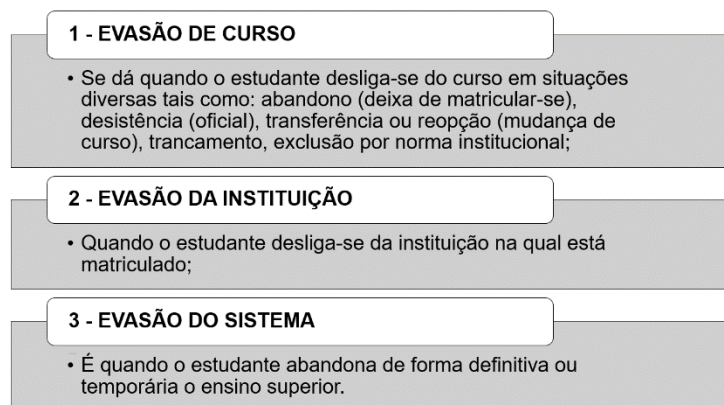 1 - EVASÃO DE CURSO
• Se dá quando o estudante desliga-se do curso em situações
diversas tais como: abandono (deixa de matricular-se),
desistência (oficial), transferência ou reopção (mudança de
curso), trancamento, exclusão por norma institucional;
2 - EVASÃO DA INSTITUIÇÃO
• Quando o estudante desliga-se da instituição na qual está
matriculado;
3 - EVASÃO DO SISTEMA
• É quando o estudante abandona de forma definitiva ou
temporária o ensino superior.